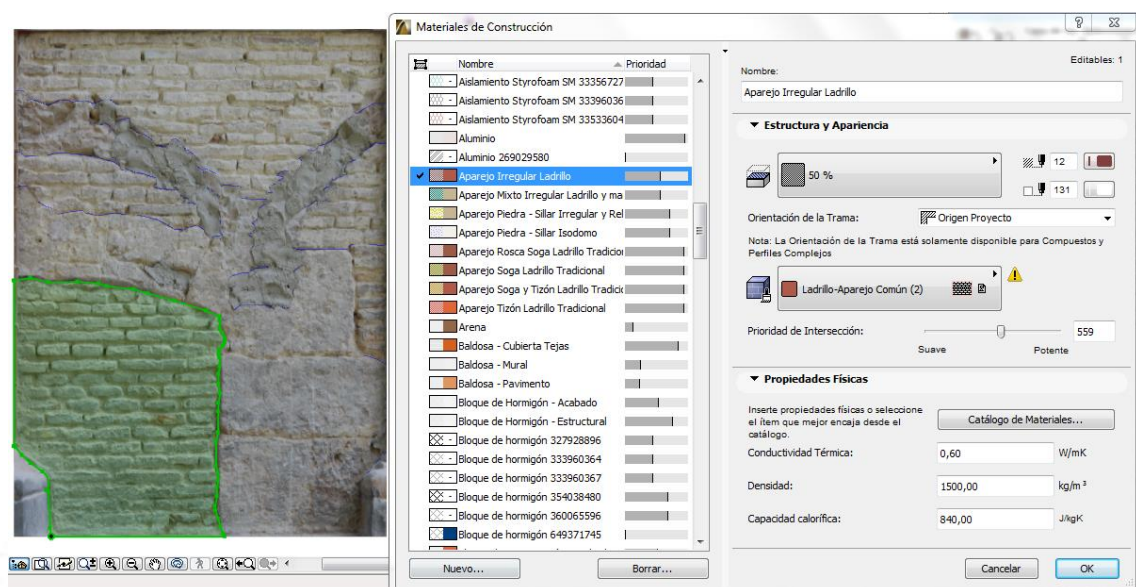 Materiales de Construcción
Nombre
Prioridad
Aislamiento Styrofoam SM 33356727
Aislamiento Styrofoam SM 33396036
Aislamiento Styrofoam SM 33533604
Aluminio
Aluminio 269029580
Aparejo Irregular Ladrillo
Aparejo Mixto Irregular Ladrillo y ma
Aparejo Piedra - Sillar Irregular y Rel
Aparejo Piedra - Sillar Isodomo
Aparejo Rosca Soga Ladrillo Tradicior
Aparejo Soga Ladrillo Tradicional
Aparejo Soga y Tizón Ladrillo Tradicio
Aparejo Tizón Ladrillo Tradicional
Arena
Baldosa - Cubierta Tejas
Baldosa - Mural
Baldosa - Pavimento
Bloque de Hormigón - Acabado
Bloque de Hormigón - Estructural
Bloque de hormigón 327928896
Bloque de hormigón 333960364
Bloque de hormigón 333960367
Bloque de hormigón 354038480
Bloque de hormigón 360065596
Bloque de hormigón 649371745
Nuevo...
Borrar...
Editables: 1
Nombre:
Aparejo Irregular Ladrillo
Estructura y Apariencia
50 %
12
131
Orientación de la Trama:
Origen Proyecto
Nota: La Orientación de la Trama está solamente disponible para Compuestos y
Perfiles Complejos
Ladrillo-Aparejo Común (2)
Prioridad de Intersección:
559
Suave
Potente
Propiedades Físicas
Inserte propiedades físicas o seleccione
el ítem que mejor encaja desde el
catálogo.
Catálogo de Materiales...
Conductividad Térmica:
0,60
W/mK
Densidad:
1500,00
kg/m³
Capacidad calorífica:
840,00
J/kgK
Cancelar
OK